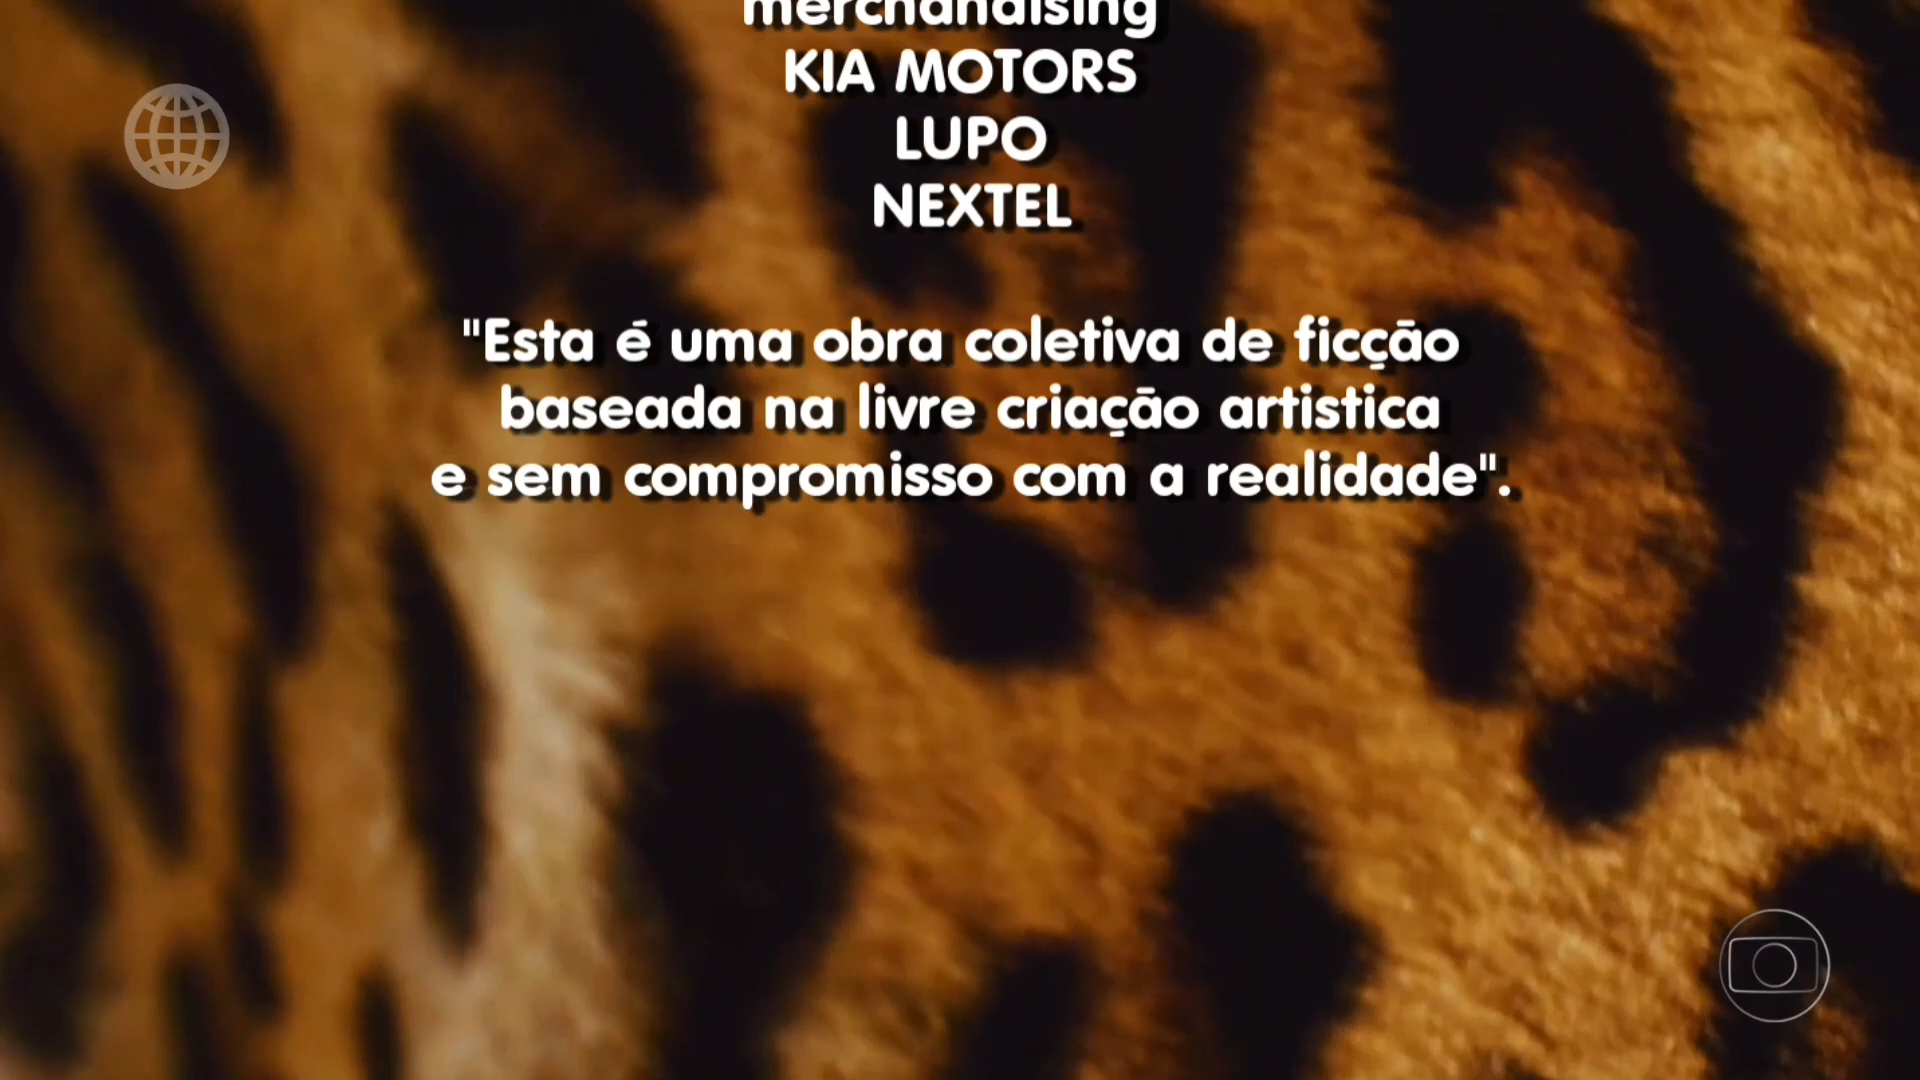 merchandising
KIA MOTORS
LUPO
NEXTEL
"Esta é uma obra coletiva de ficção
baseada na livre criação artistica
e sem compromisso com a realidade".